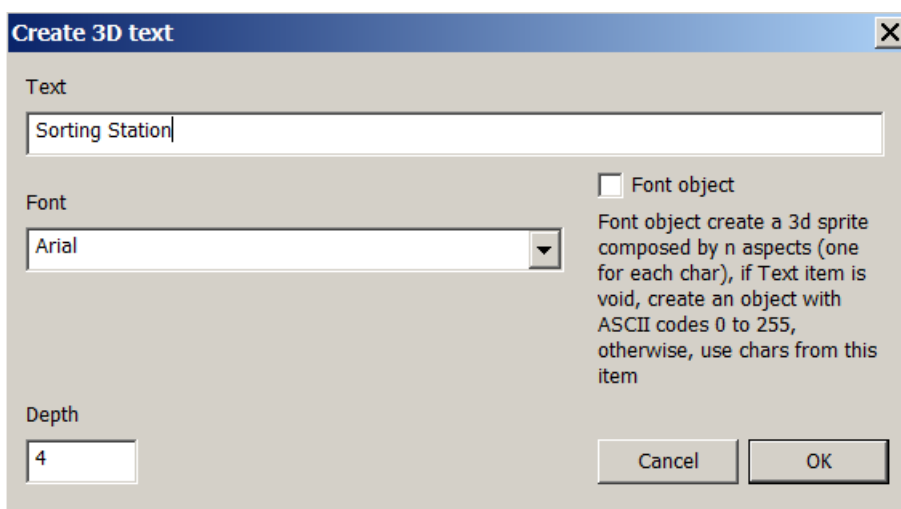 Create 3D text
Text
Sorting Station
Font
Arial
Font object
Font object create a 3d sprite
composed by n aspects (one
for each char), if Text item is
void, create an object with
ASCII codes 0 to 255,
otherwise, use chars from this
item
Depth
4
Cancel
OK